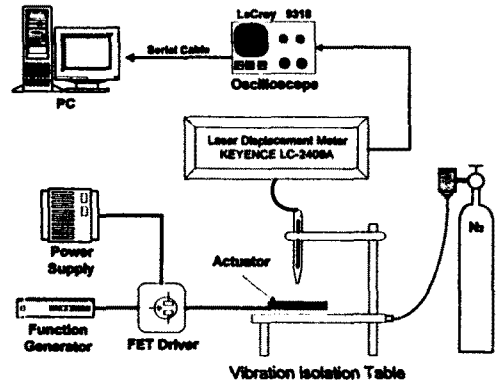 LeCroy 9310
Serial Cable
Oscilloscope
PC
Laser Displacement Meter
KEYENCE LC-2400A
N₂
Power
Supply
Actuator
Function
Generator
FET Driver
Vibration Isolation Table